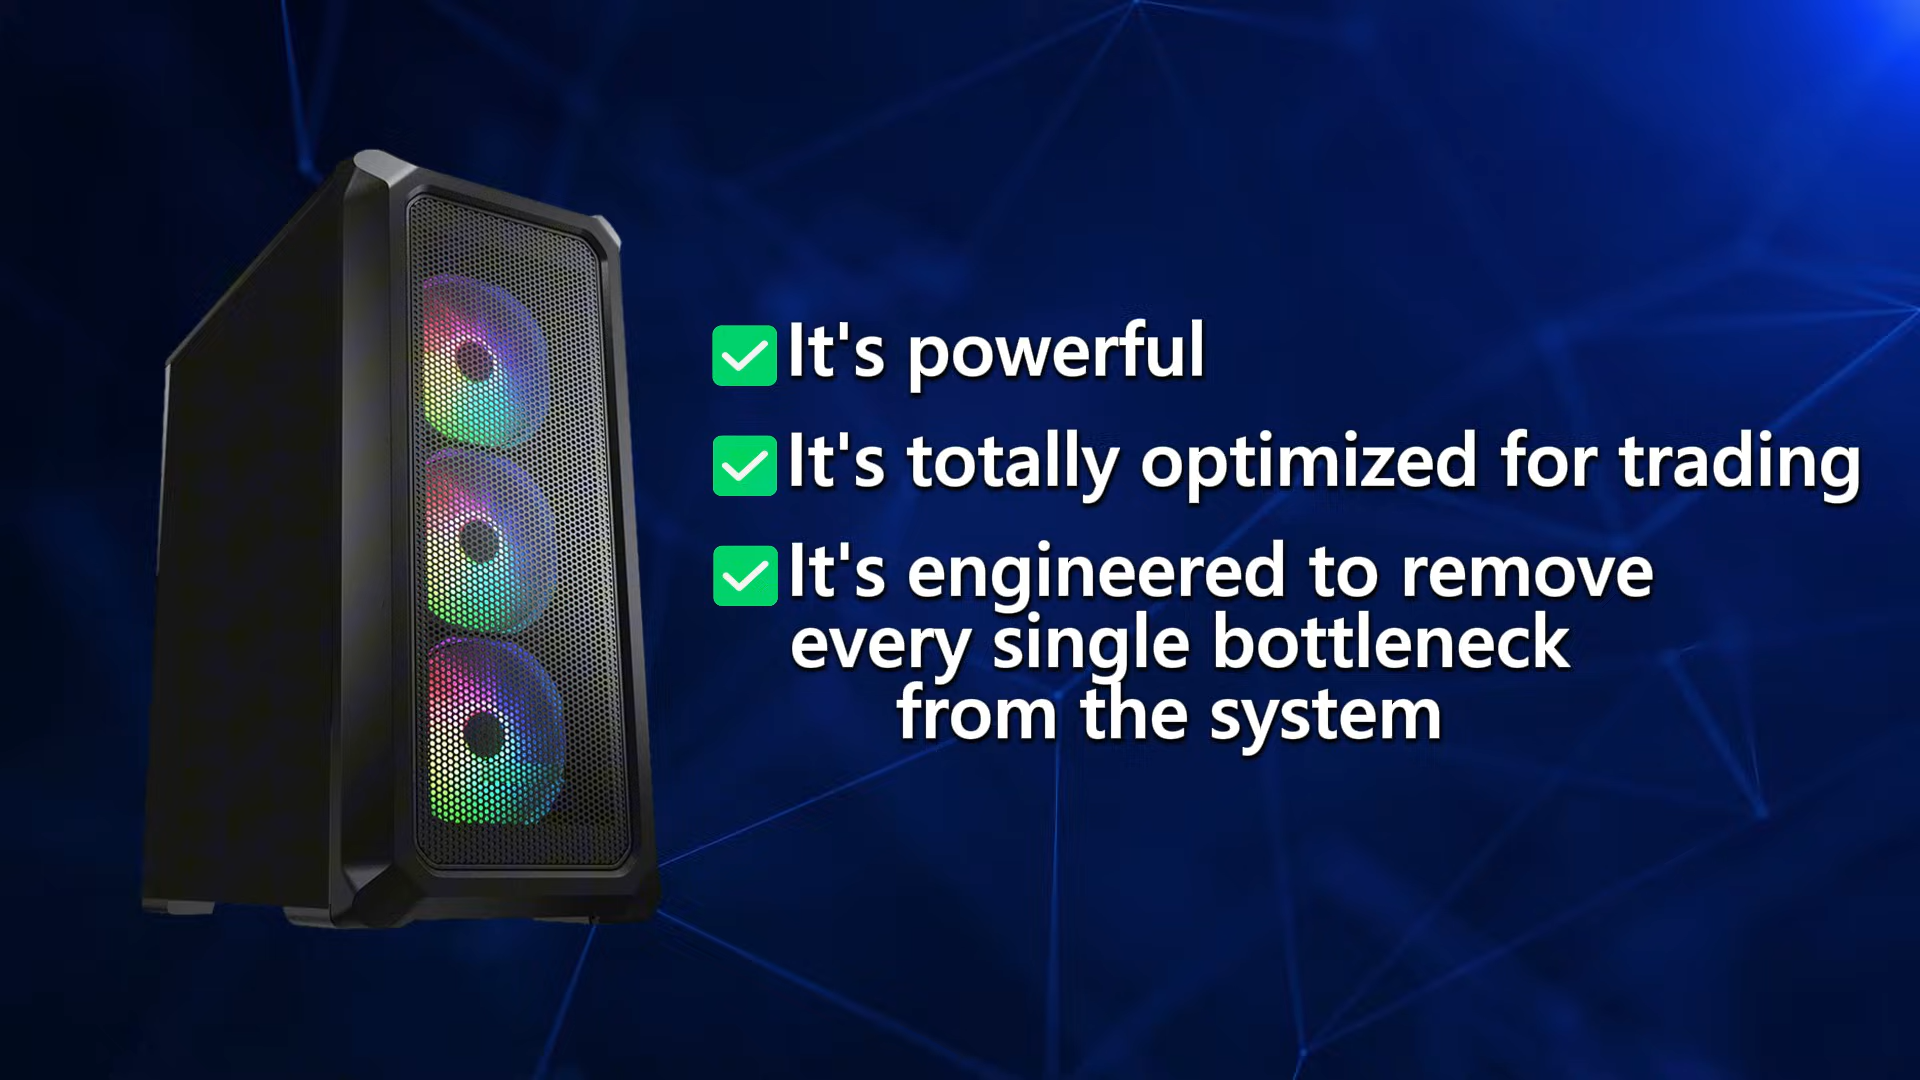 It's powerful
It's totally optimized for trading
It's engineered to remove
every single bottleneck
from the system